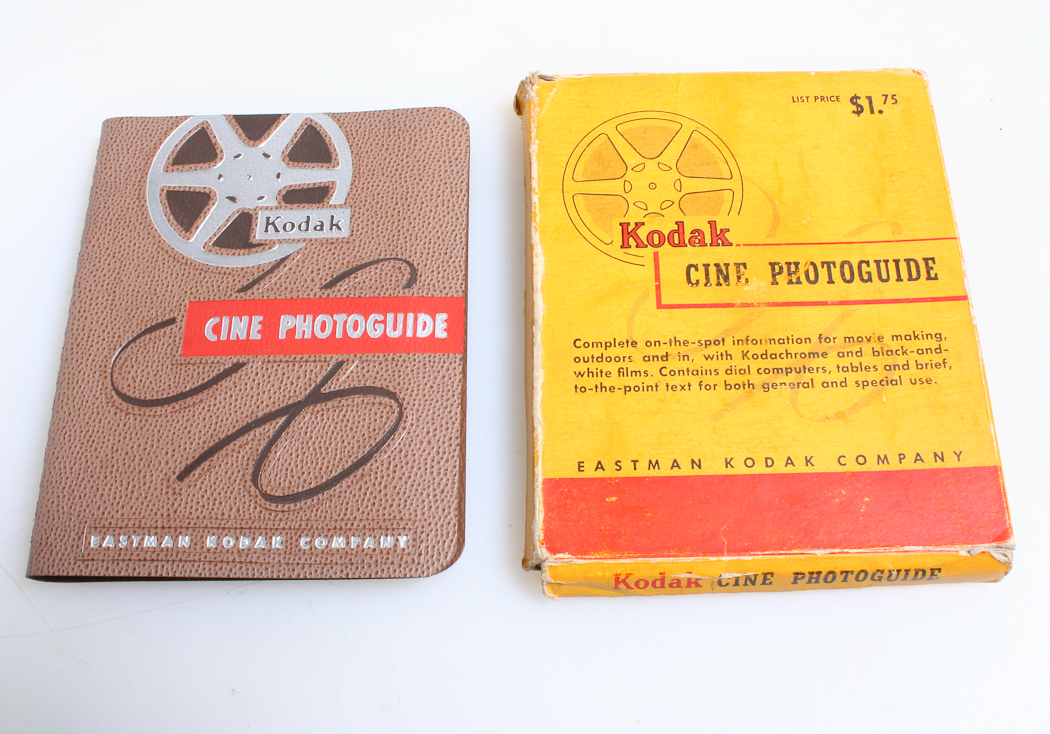 Kodak
CINE PHOTOGUIDE
EASTMAN KODAK COMPANY
LIST PRICE $1.75
Kodak
CINE PHOTOGUIDE
Complete on-the-spot information for movie making,
outdoors and in, with Kodachrome and black-and-
white films. Contains dial computers, tables and brief,
to-the-point text for both general and special use.
EASTMAN KODAK COMPANY
Kodak CINE PHOTOGUIDE